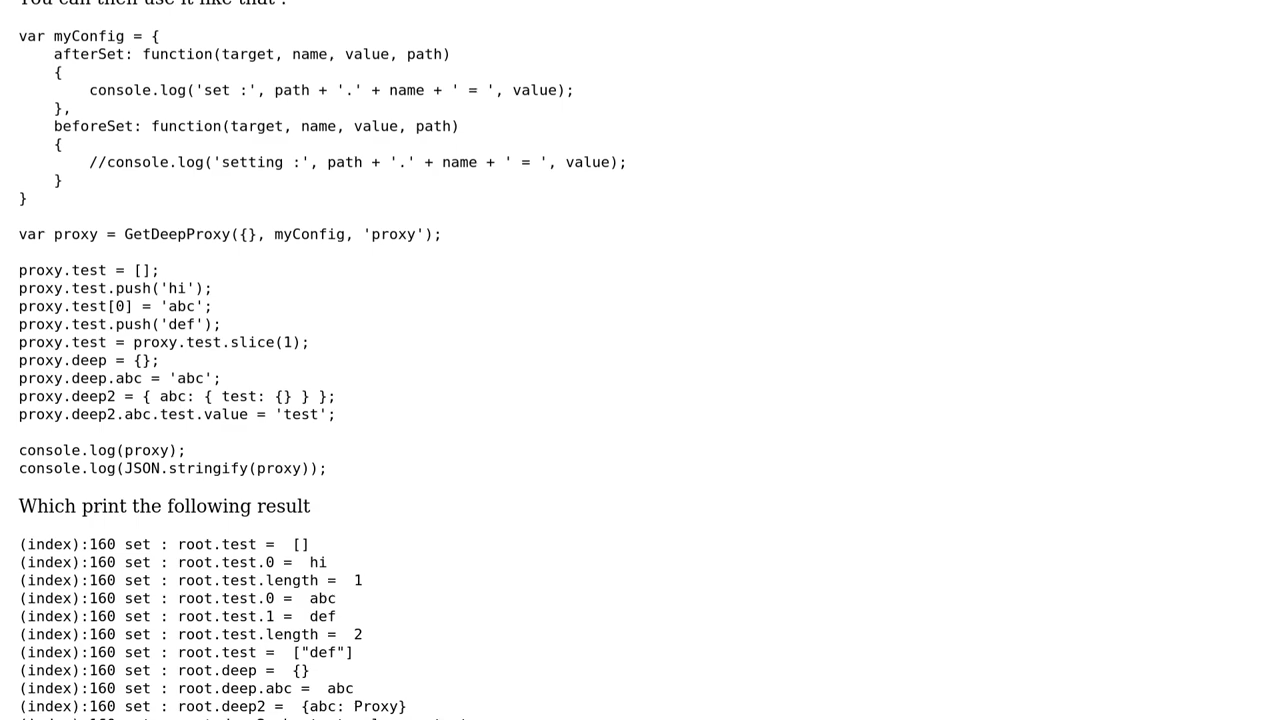 You can then use it like that :
var myConfig = {
    afterSet: function(target, name, value, path)
    {
        console.log('set :', path + '.' + name + ' = ', value);
    },
    beforeSet: function(target, name, value, path)
    {
        //console.log('setting :', path + '.' + name + ' = ', value);
    }
}
var proxy = GetDeepProxy({}, myConfig, 'proxy');
proxy.test = [];
proxy.test.push('hi');
proxy.test[0] = 'abc';
proxy.test.push('def');
proxy.test = proxy.test.slice(1);
proxy.deep = {};
proxy.deep.abc = 'abc';
proxy.deep2 = { abc: { test: {} } };
proxy.deep2.abc.test.value = 'test';
console.log(proxy);
console.log(JSON.stringify(proxy));
Which print the following result
(index):160 set : root.test =  []
(index):160 set : root.test.0 =  hi
(index):160 set : root.test.length =  1
(index):160 set : root.test.0 =  abc
(index):160 set : root.test.1 =  def
(index):160 set : root.test.length =  2
(index):160 set : root.test =  ["def"]
(index):160 set : root.deep =  {}
(index):160 set : root.deep.abc =  abc
(index):160 set : root.deep2 =  {abc: Proxy}